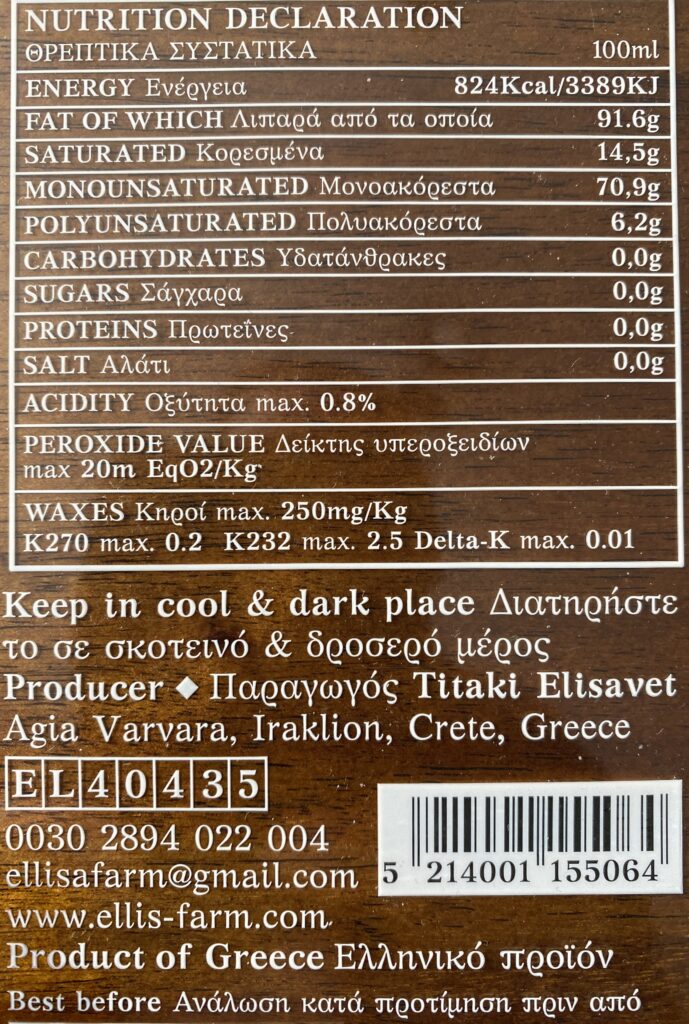 NUTRITION DECLARATION
ΘΡΕΠΤΙΚΑ ΣΥΣΤΑΤΙΚΑ 100ml
ENERGY Ενέργεια 824Kcal/3389KJ
FAT OF WHICH Λιπαρά από τα οποία 91.6g
SATURATED Κορεσμένα 14,5g
MONOUNSATURATED Μονοακόρεστα 70,9g
POLYUNSATURATED Πολυακόρεστα 6,2g
CARBOHYDRATES Υδατάνθρακες 0,0g
SUGARS Σάγχαρα 0,0g
PROTEINS Πρωτεΐνες 0,0g
SALT Αλάτι 0,0g
ACIDITY Οξύτητα max. 0.8%
PEROXIDE VALUE Δείκτης υπεροξειδίων
max 20m EqO2/Kg
WAXES Κηροί max. 250mg/Kg
K270 max. 0.2 K232 max. 2.5 Delta-K max. 0.01
Keep in cool & dark place Διατηρήστε
το σε σκοτεινό & δροσερό μέρος
Producer ◆ Παραγωγός Titaki Elisavet
Agia Varvara, Iraklion, Crete, Greece
EL40435
0030 2894 022 004
ellisafarm@gmail.com
5 214001 155064
www.ellis-farm.com
Product of Greece Ελληνικό προϊόν
Best before Ανάλωση κατά προτίμηση πριν από